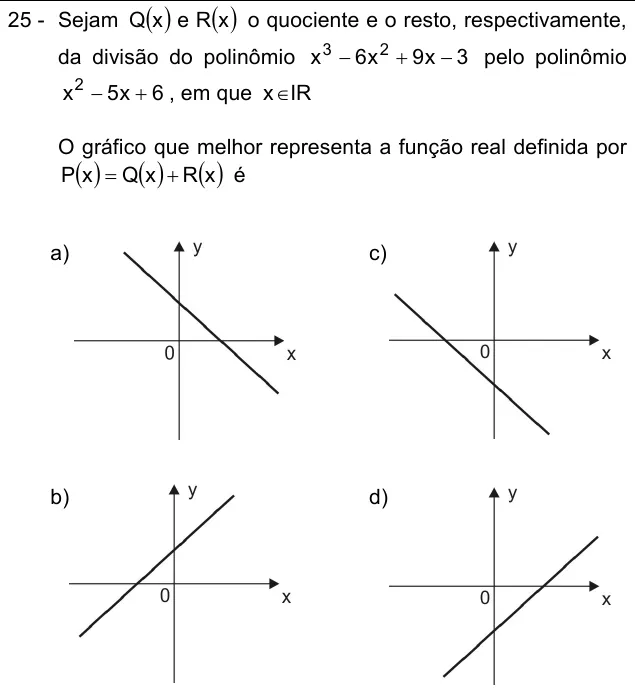 25 - Sejam Q(x) e R(x) o quociente e o resto, respectivamente,
da divisão do polinômio x³ − 6x² + 9x − 3 pelo polinômio
x² − 5x + 6 , em que x ∈ IR
O gráfico que melhor representa a função real definida por
P(x) = Q(x) + R(x) é
a)
y
0
x
c)
y
0
x
b)
y
0
x
d)
y
0
x